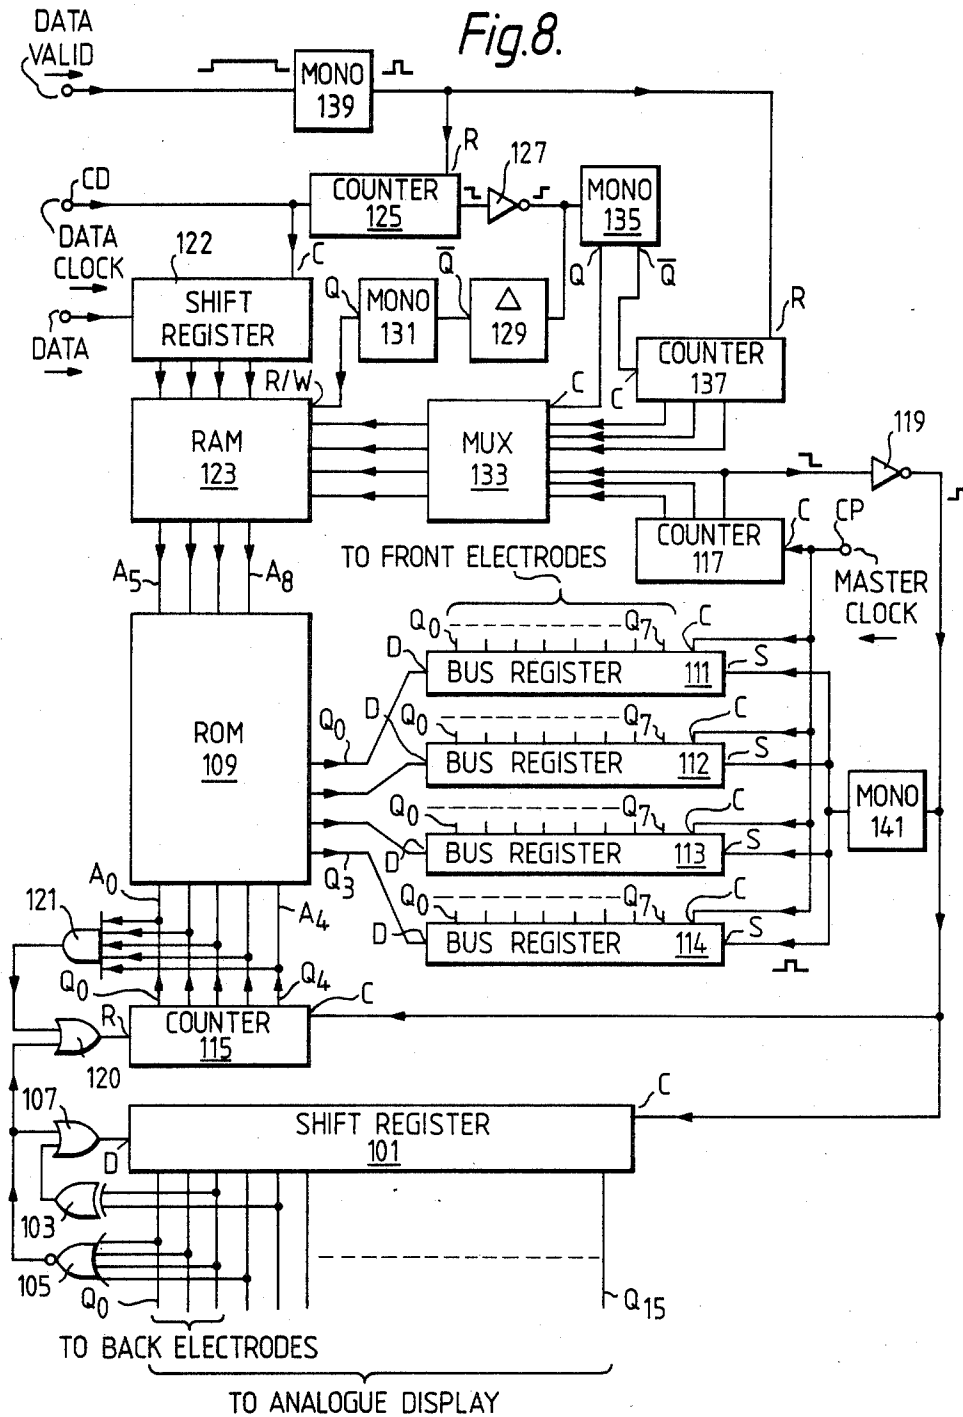 Fig.8.
DATA
VALID
MONO
139
R
CD
DATA
CLOCK
COUNTER
125
127
MONO
135
Q
Q̅
122
C
SHIFT
REGISTER
DATA
Q
MONO
131
Q̅
Δ
129
R
COUNTER
137
C
R/W
RAM
123
C
MUX
133
119
COUNTER
117
C
CP
MASTER
CLOCK
A5
A8
TO FRONT ELECTRODES
Q0
Q7
C
D
BUS REGISTER 111
S
ROM
109
Q0
D
Q0
Q7
C
BUS REGISTER 112
S
Q0
Q7
C
D
BUS REGISTER 113
S
MONO
141
Q3
Q0
Q7
C
D
BUS REGISTER 114
S
A0
A4
121
Q0
Q4
C
R
COUNTER
115
120
107
D
C
SHIFT REGISTER
101
103
105
Q0
Q15
TO BACK ELECTRODES
TO ANALOGUE DISPLAY